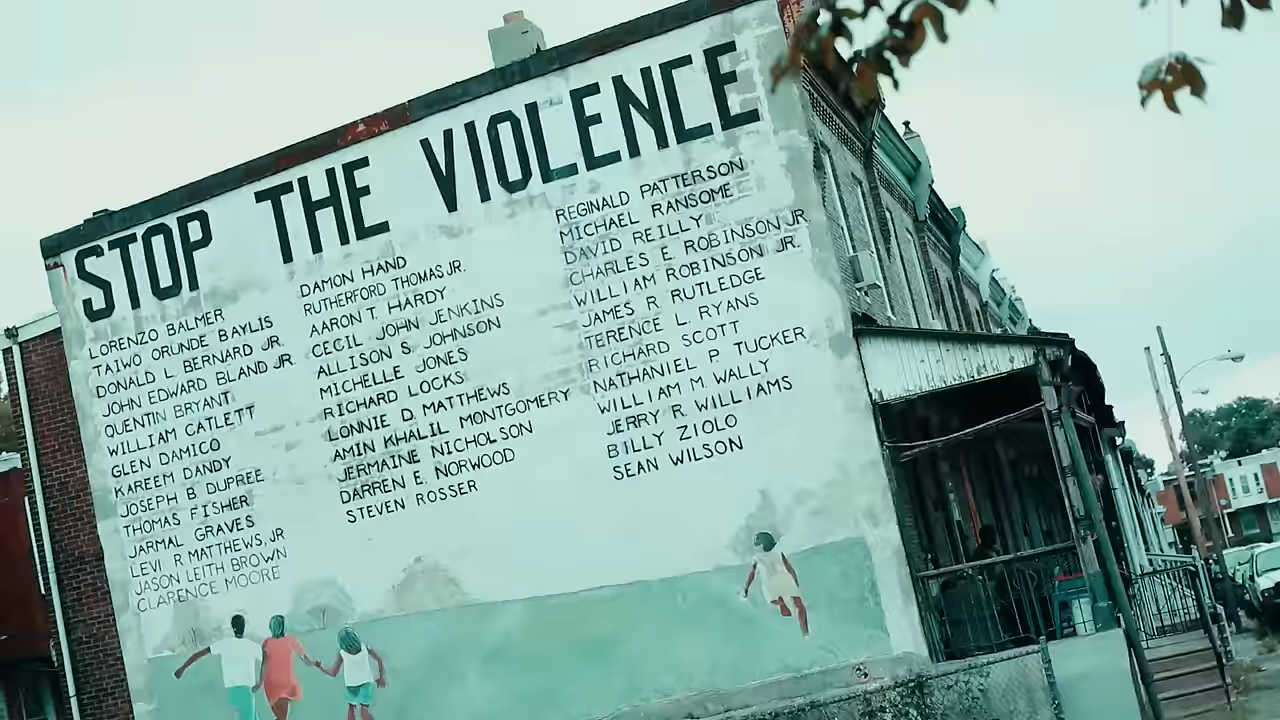 STOP THE VIOLENCE
LORENZO BALMER
TAIWO ORUNDE BAYLIS
DONALD L. BERNARD JR.
JOHN EDWARD BLAND JR.
QUENTIN BRYANT
WILLIAM CATLETT
GLEN DAMICO
KAREEM DANDY
JOSEPH B. DUPREE
THOMAS FISHER
JARMAL GRAVES
LEVI R MATTHEWS, JR
JASON LEITH BROWN
CLARENCE MOORE
DAMON HAND
RUTHERFORD THOMAS JR.
AARON T. HARDY
CECIL JOHN JENKINS
ALLISON S. JOHNSON
MICHELLE JONES
RICHARD LOCKS
LONNIE D. MATTHEWS
AMIN KHALIL MONTGOMERY
JERMAINE NICHOLSON
DARREN E. NORWOOD
STEVEN ROSSER
REGINALD PATTERSON
MICHAEL RANSOME
DAVID REILLY
CHARLES E. ROBINSON JR.
WILLIAM ROBINSON JR.
JAMES R. RUTLEDGE
TERENCE L. RYANS
RICHARD SCOTT
NATHANIEL P. TUCKER
WILLIAM M. WALLY
JERRY R. WILLIAMS
BILLY ZIOLO
SEAN WILSON